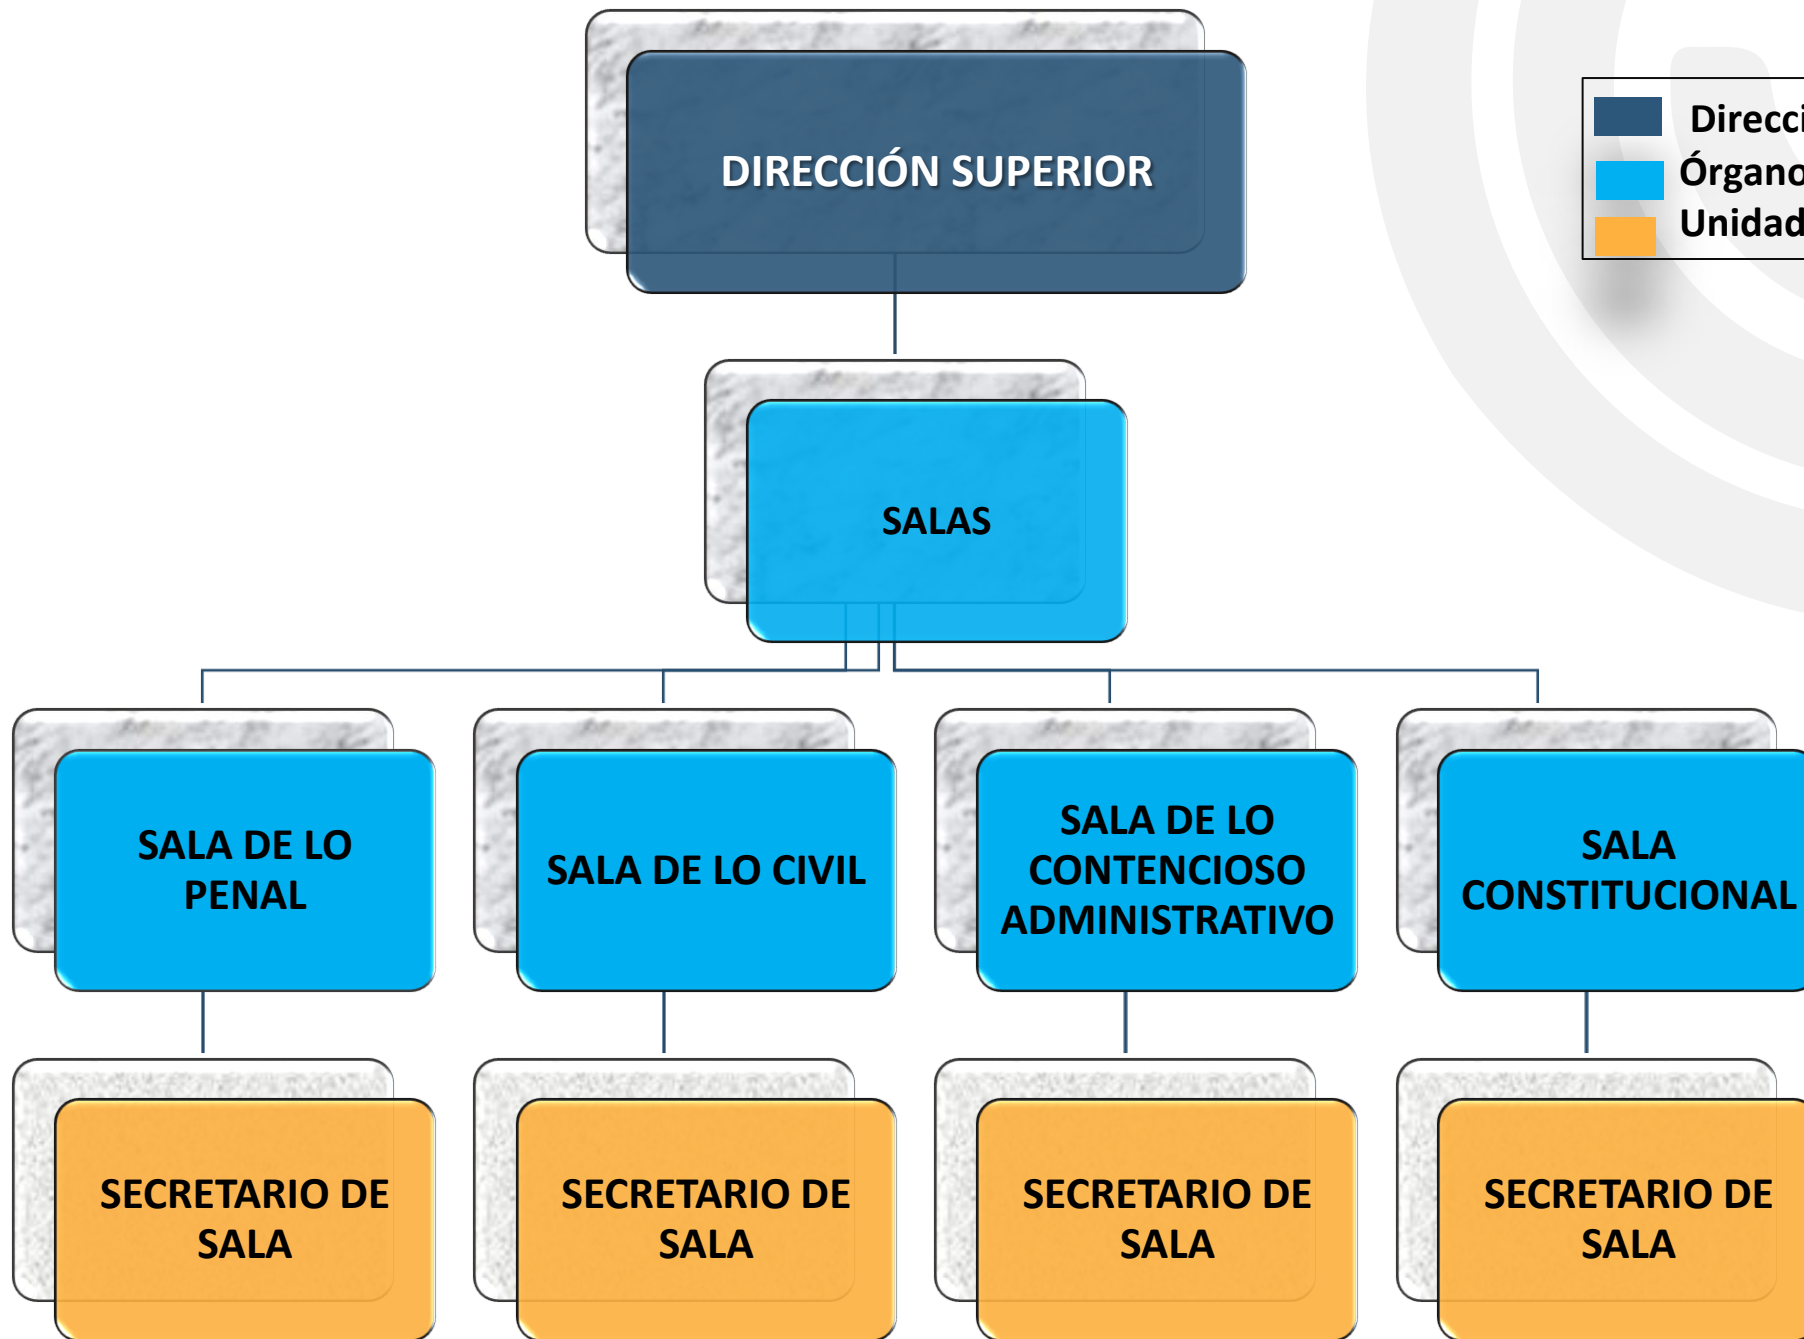 DIRECCIÓN SUPERIOR
Órgano
Unidad
SALAS
SALA DE LO
PENAL
SALA DE LO CIVIL
SALA DE LO
CONTENCIOSO
ADMINISTRATIVO
SALA
CONSTITUCIONAL
SECRETARIO DE
SALA
SECRETARIO DE
SALA
SECRETARIO DE
SALA
SECRETARIO DE
SALA